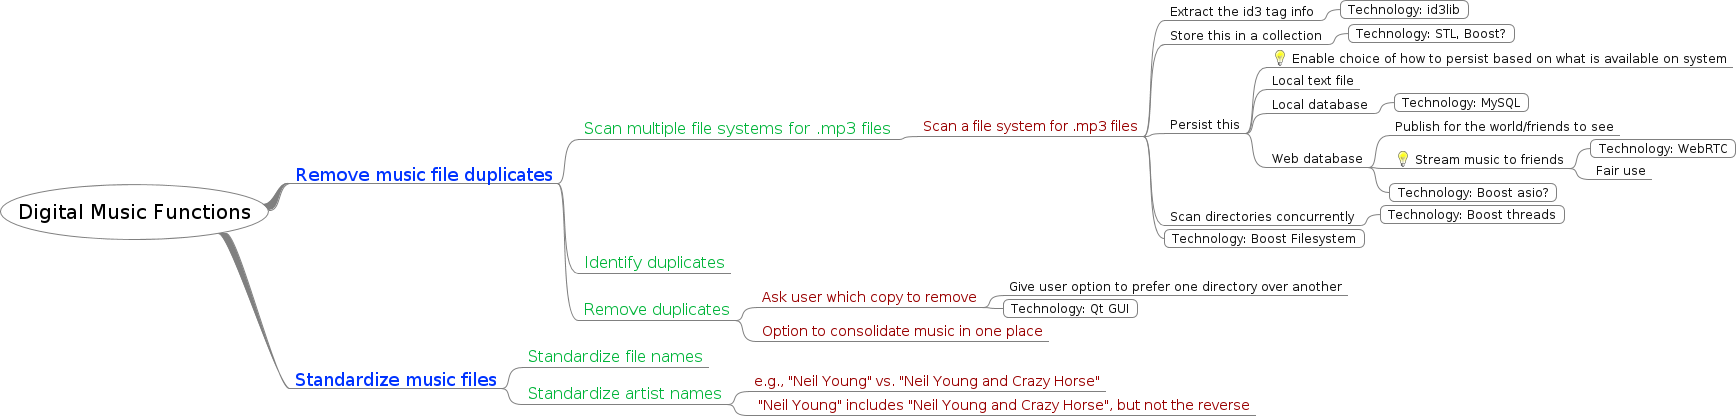 Digital Music Functions
Remove music file duplicates
Scan multiple file systems for .mp3 files
Scan a file system for .mp3 files
Extract the id3 tag info
Technology: id3lib
Store this in a collection
Technology: STL, Boost?
Persist this
Enable choice of how to persist based on what is available on system
Local text file
Local database
Technology: MySQL
Web database
Publish for the world/friends to see
Stream music to friends
Technology: WebRTC
Fair use
Technology: Boost asio?
Scan directories concurrently
Technology: Boost threads
Technology: Boost Filesystem
Identify duplicates
Remove duplicates
Ask user which copy to remove
Give user option to prefer one directory over another
Technology: Qt GUI
Option to consolidate music in one place
Standardize music files
Standardize file names
Standardize artist names
e.g., "Neil Young" vs. "Neil Young and Crazy Horse"
"Neil Young" includes "Neil Young and Crazy Horse", but not the reverse